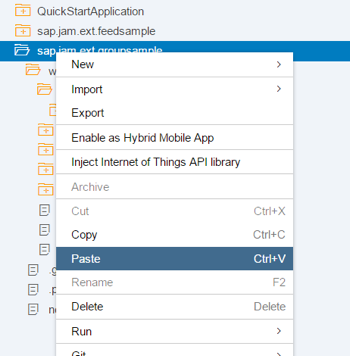 QuickStartApplication
sap.jam.ext.feedsample
sap.jam.ext.groupsample
w
New
Import
Export
Enable as Hybrid Mobile App
Inject Internet of Things API library
Archive
Cut Ctrl+X
Copy Ctrl+C
Paste Ctrl+V
.g
Rename F2
.p
Delete Delete
ne
Run
Git